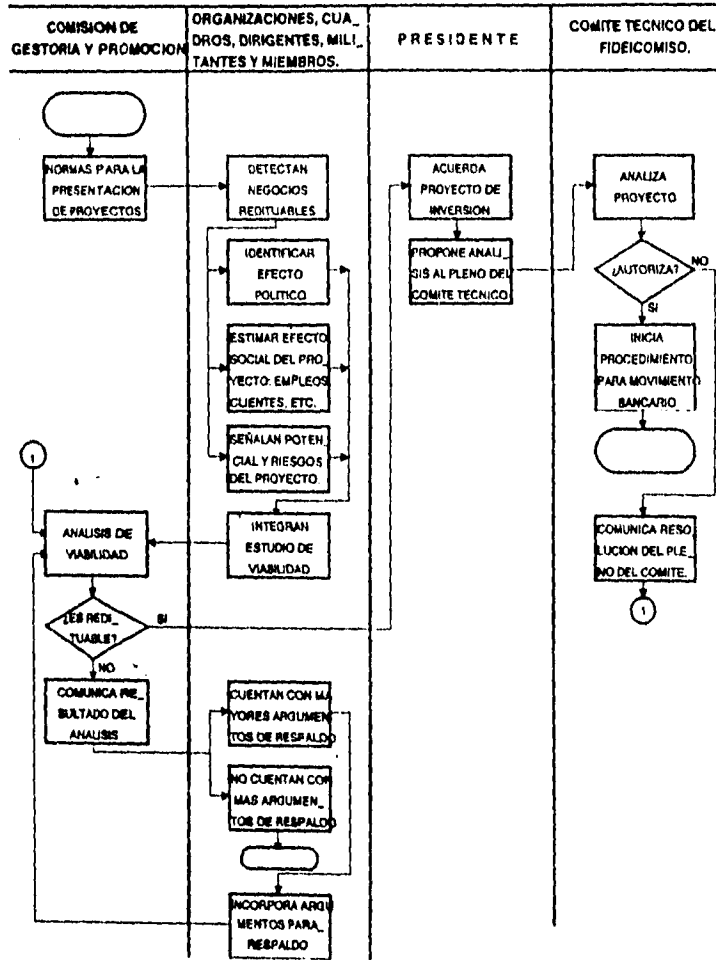 COMISION DE
GESTORIA Y PROMOCION
ORGANIZACIONES, CUA_
DROS, DIRIGENTES, MILI_
TANTES Y MIEMBROS.
PRESIDENTE
COMITE TECNICO DEL
FIDEICOMISO.
NORMAS PARA LA
PRESENTACION
DE PROYECTOS
DETECTAN
NEGOCIOS
REDITUABLES
ACUERDA
PROYECTO DE
INVERSION
ANALIZA
PROYECTO
IDENTIFICAR
EFECTO
POLITICO
PROPONE ANALI_
SIS AL PLENO DEL
COMITE TECNICO
¿AUTORIZA?
NO
SI
ESTIMAR EFECTO
SOCIAL DEL PRO_
YECTO: EMPLEOS
CLIENTES, ETC.
INICIA
PROCEDIMIENTO
PARA MOVIMIENTO
BANCARIO
SEÑALAN POTEN_
CIAL Y RIESGOS
DEL PROYECTO.
1
ANALISIS DE
VIABILIDAD
INTEGRAN
ESTUDIO DE
VIABILIDAD
COMUNICA RESO_
LUCION DEL PLE_
NO DEL COMITE.
1
¿ES REDI_
TUABLE?
SI
NO
COMUNICA RE_
SULTADO DEL
ANALISIS
CUENTAN CON MA
YORES ARGUMEN_
TOS DE RESPALDO
NO CUENTAN CON
MAS ARGUMEN_
TOS DE RESPALDO
INCORPORA ARGU
MENTOS PARA_
RESPALDO